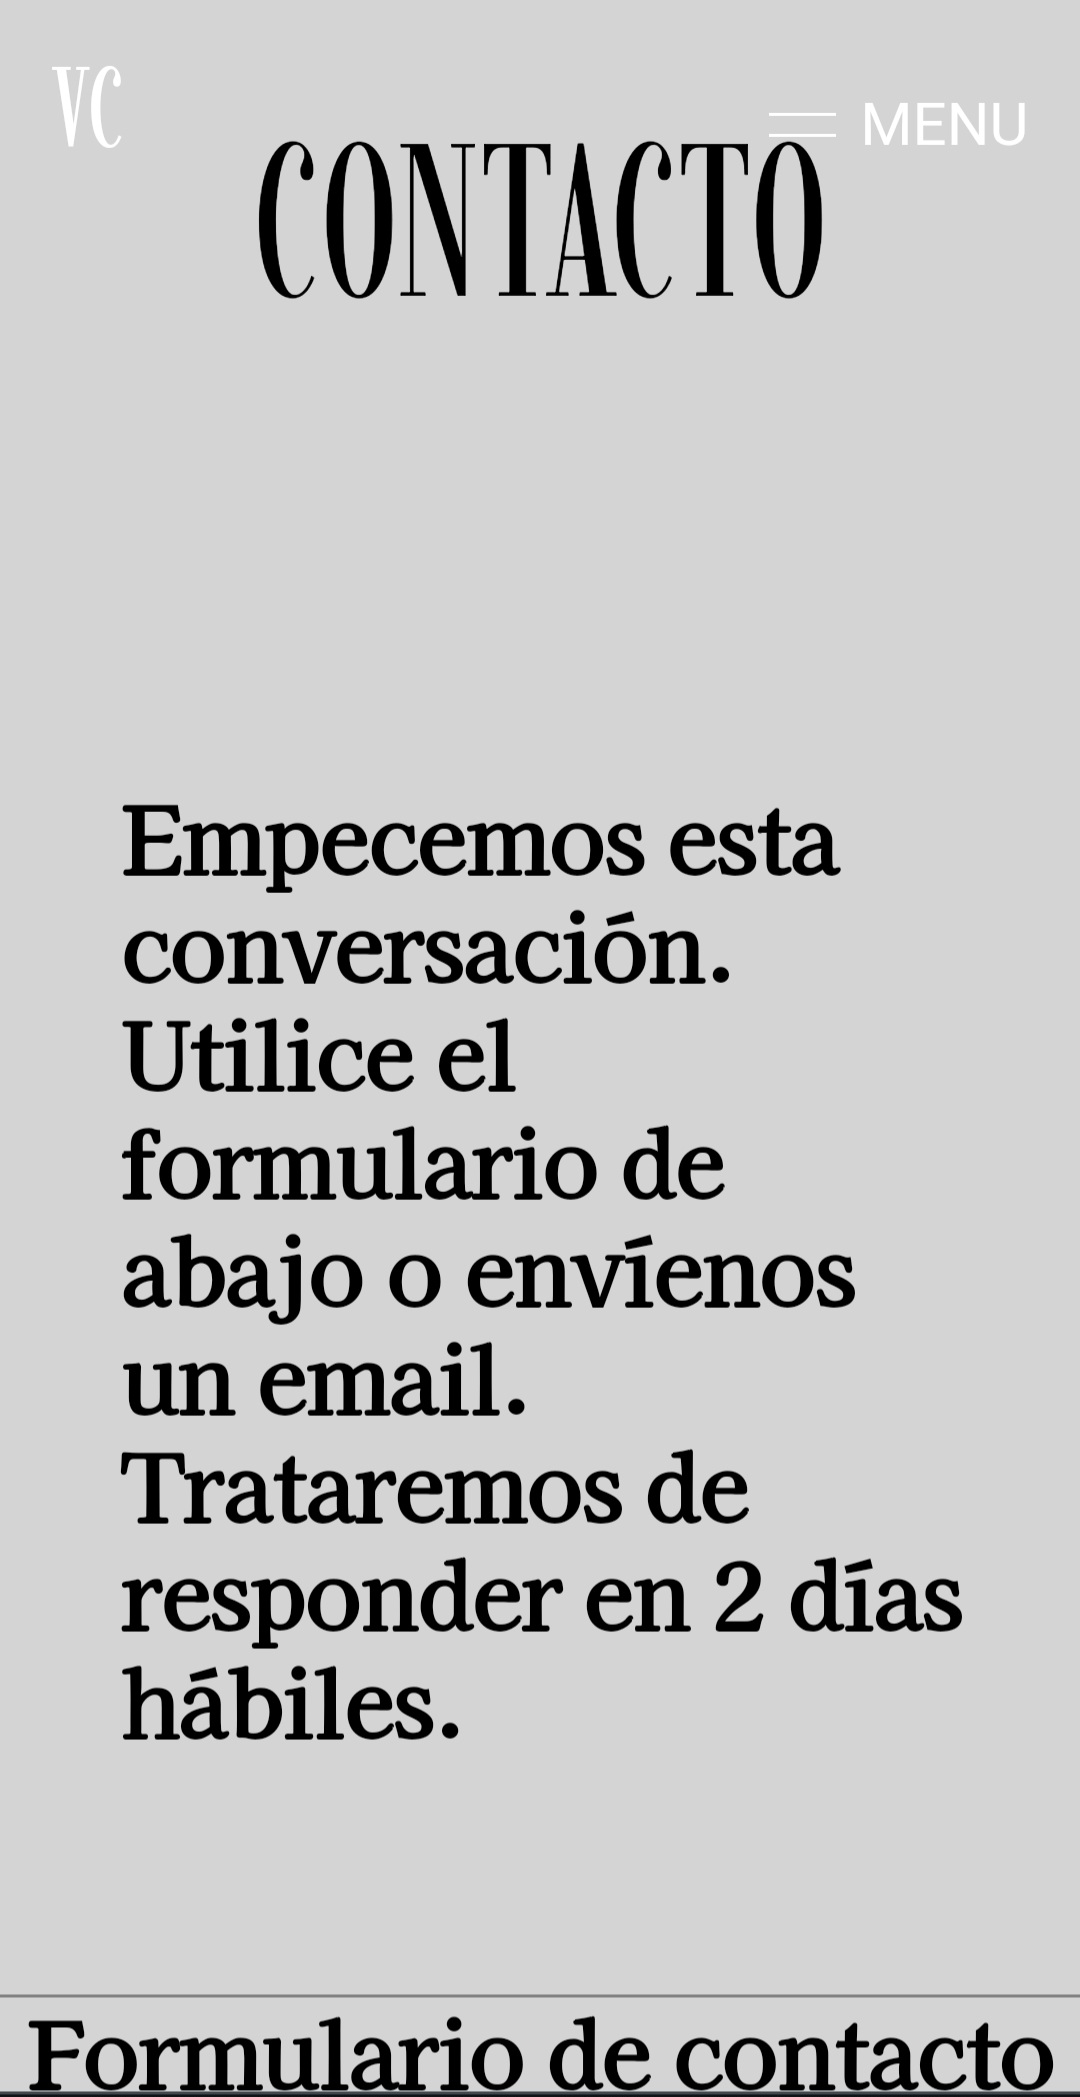 VC
MENU
CONTACTO
Empecemos esta
conversación.
Utilice el
formulario de
abajo o envíenos
un email.
Trataremos de
responder en 2 días
hábiles.
Formulario de contacto